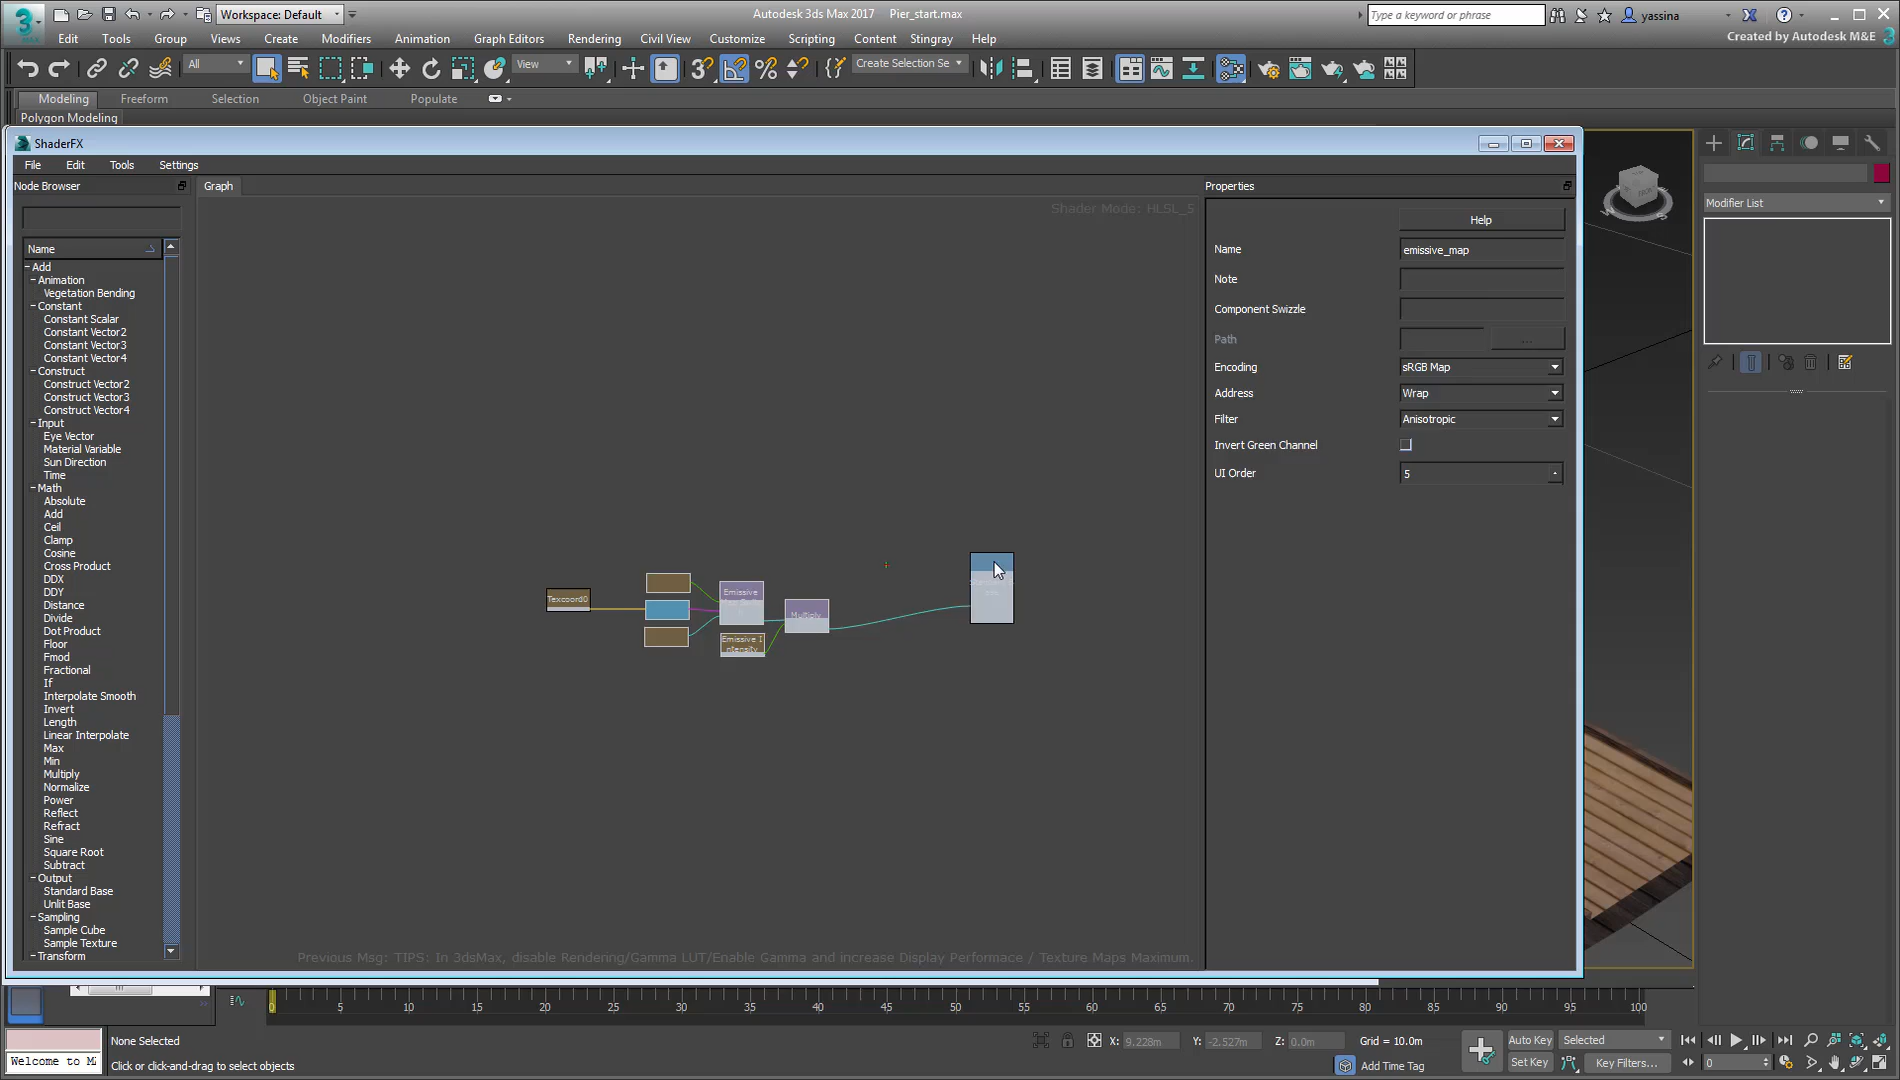 Workspace: Default
Autodesk 3ds Max 2017 Pier_start.max
Type a keyword or phrase
yassina
Edit Tools Group Views Create Modifiers Animation Graph Editors Rendering Civil View Customize Scripting Content Stingray Help
Created by Autodesk M&E
All
View
Create Selection Se
Modeling Freeform Selection Object Paint Populate
Polygon Modeling
ShaderFX
File Edit Tools Settings
Node Browser
Graph
Properties
Shader Mode: HLSL_5
Name
Add
Animation
Vegetation Bending
Constant
Constant Scalar
Constant Vector2
Constant Vector3
Constant Vector4
Construct
Construct Vector2
Construct Vector3
Construct Vector4
Input
Eye Vector
Material Variable
Sun Direction
Time
Math
Absolute
Add
Ceil
Clamp
Cosine
Cross Product
DDX
DDY
Distance
Divide
Dot Product
Floor
Fmod
Fractional
If
Interpolate Smooth
Invert
Length
Linear Interpolate
Max
Min
Multiply
Normalize
Power
Reflect
Refract
Sine
Square Root
Subtract
Output
Standard Base
Unlit Base
Sampling
Sample Cube
Sample Texture
Transform
Texcoord0
Emissive
Emissive I
ntensity
Multiply
Previous Msg: TIPS: In 3dsMax, disable Rendering/Gamma LUT/Enable Gamma and increase Display Performace / Texture Maps Maximum.
Help
Name emissive_map
Note
Component Swizzle
Path ...
Encoding sRGB Map
Address Wrap
Filter Anisotropic
Invert Green Channel
UI Order 5
Modifier List
0 5 10 15 20 25 30 35 40 45 50 55 60 65 70 75 80 85 90 95 100
None Selected
X: 9.228m Y: -2.527m Z: 0.0m Grid = 10.0m
Auto Key Selected
Welcome to M
Click or click-and-drag to select objects
Add Time Tag
Set Key Key Filters... 0